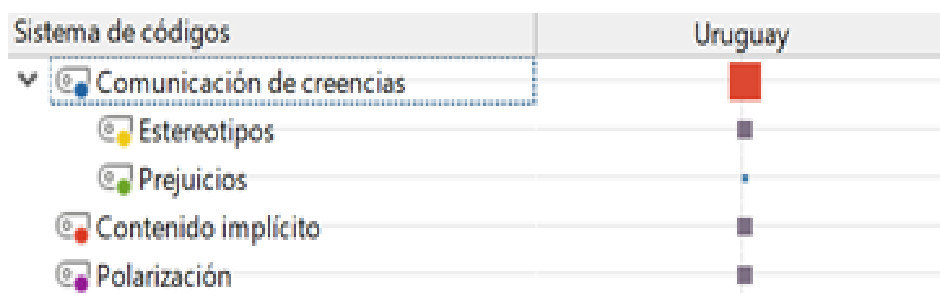 Sistema de códigos Uruguay
Comunicación de creencias
Estereotipos
Prejuicios
Contenido implícito
Polarización